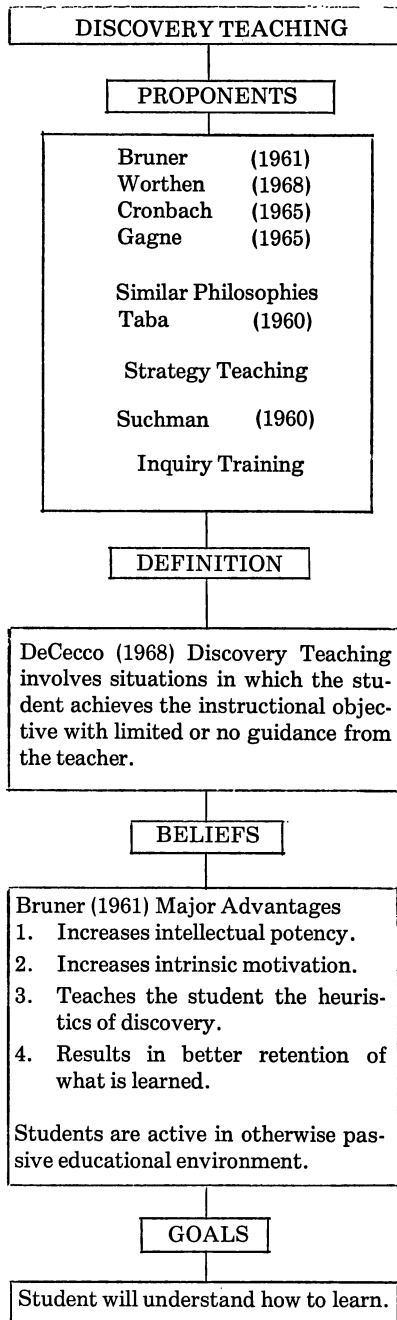 DISCOVERY TEACHING
PROPONENTS
Bruner (1961)
Worthen (1968)
Cronbach (1965)
Gagne (1965)
Similar Philosophies
Taba (1960)
Strategy Teaching
Suchman (1960)
Inquiry Training
DEFINITION
DeCecco (1968) Discovery Teaching
involves situations in which the stu-
dent achieves the instructional objec-
tive with limited or no guidance from
the teacher.
BELIEFS
Bruner (1961) Major Advantages
1. Increases intellectual potency.
2. Increases intrinsic motivation.
3. Teaches the student the heuris-
tics of discovery.
4. Results in better retention of
what is learned.
Students are active in otherwise pas-
sive educational environment.
GOALS
Student will understand how to learn.